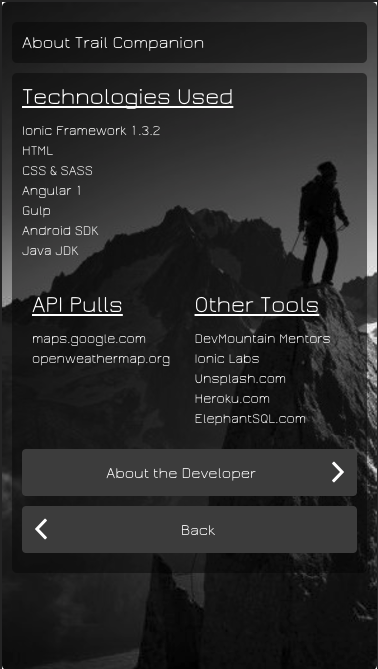 About Trail Companion
Technologies Used
Ionic Framework 1.3.2
HTML
CSS & SASS
Angular 1
Gulp
Android SDK
Java JDK
API Pulls
maps.google.com
openweathermap.org
Other Tools
DevMountain Mentors
Ionic Labs
Unsplash.com
Heroku.com
ElephantSQL.com
About the Developer
Back